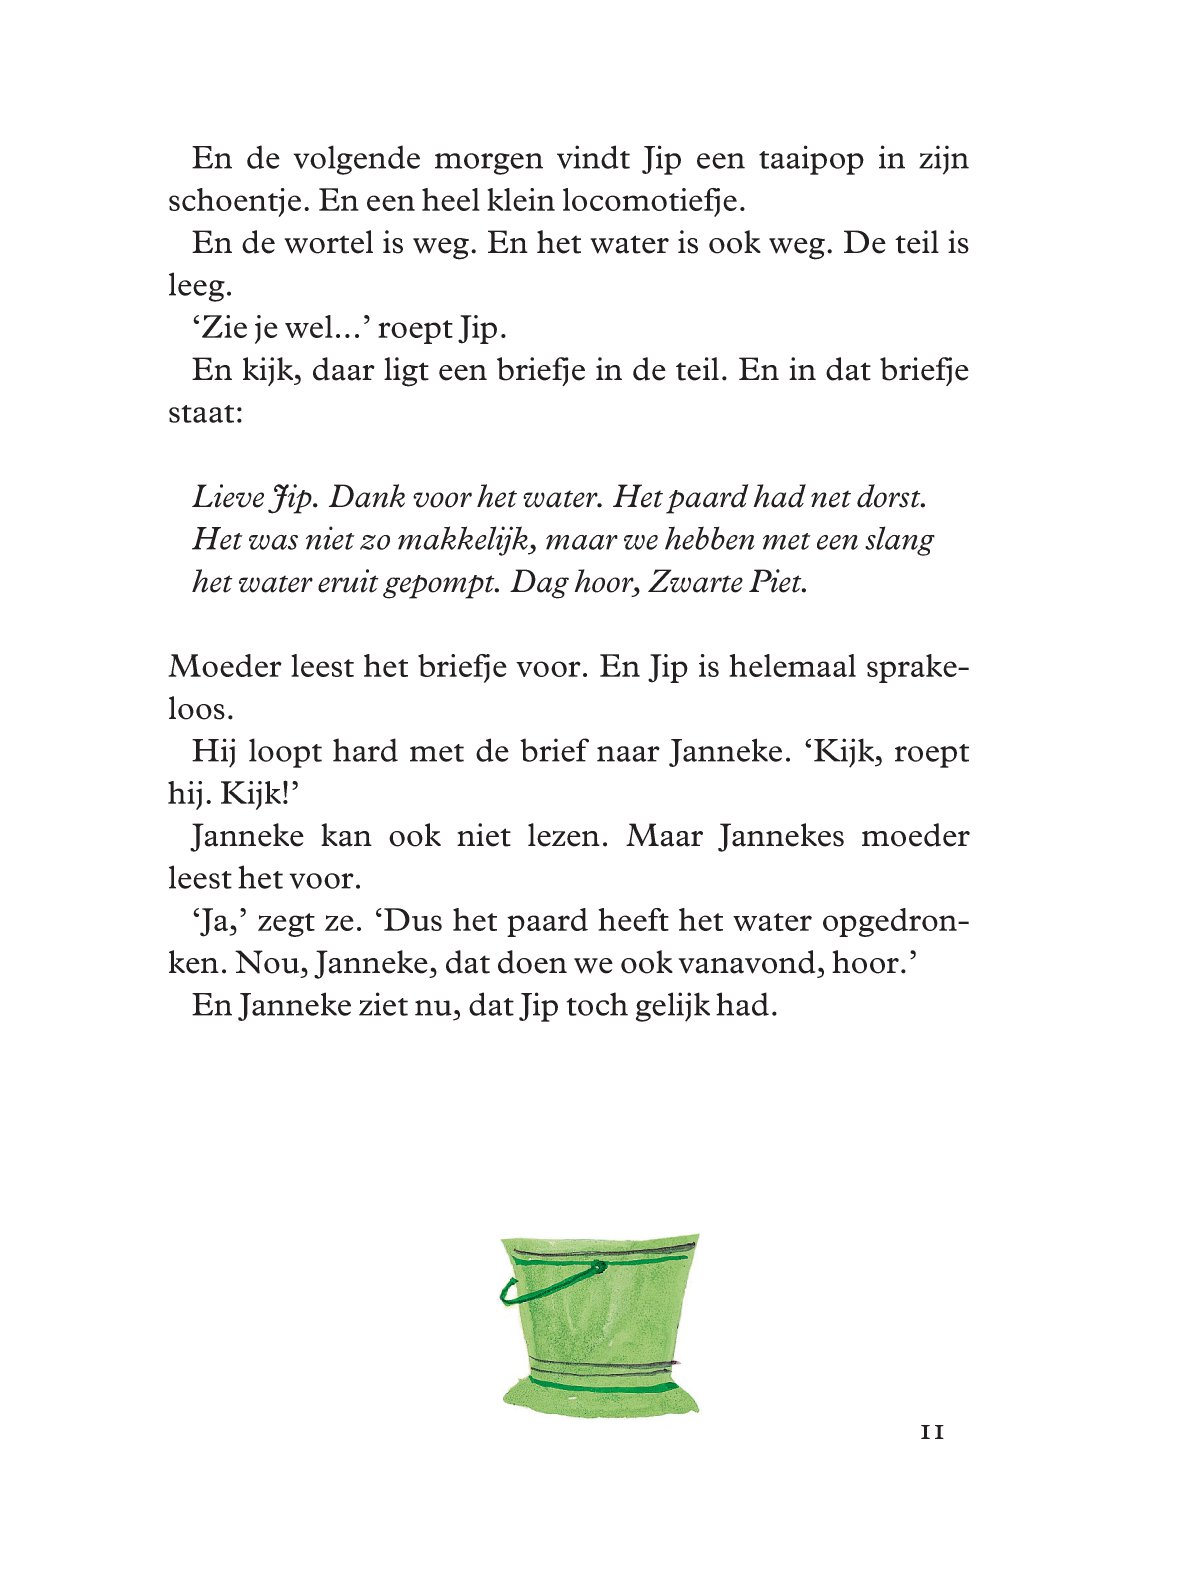 En de volgende morgen vindt Jip een taaipop in zijn
schoentje. En een heel klein locomotiefje.
En de wortel is weg. En het water is ook weg. De teil is
leeg.
‘Zie je wel...’ roept Jip.
En kijk, daar ligt een briefje in de teil. En in dat briefje
staat:
Lieve Jip. Dank voor het water. Het paard had net dorst.
Het was niet zo makkelijk, maar we hebben met een slang
het water eruit gepompt. Dag hoor, Zwarte Piet.
Moeder leest het briefje voor. En Jip is helemaal sprake-
loos.
Hij loopt hard met de brief naar Janneke. ‘Kijk, roept
hij. Kijk!’
Janneke kan ook niet lezen. Maar Jannekes moeder
leest het voor.
‘Ja,’ zegt ze. ‘Dus het paard heeft het water opgedron-
ken. Nou, Janneke, dat doen we ook vanavond, hoor.’
En Janneke ziet nu, dat Jip toch gelijk had.
11